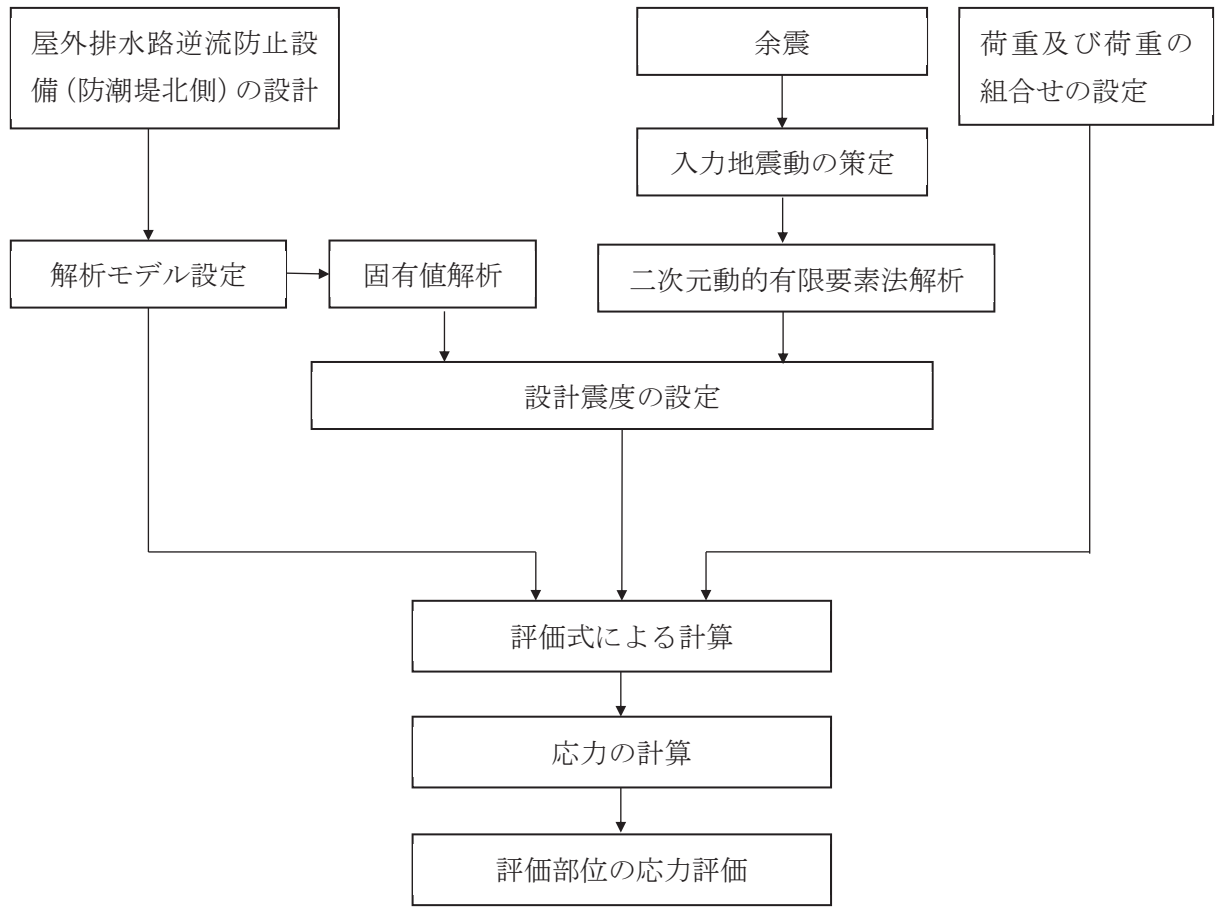 屋外排水路逆流防止設
備（防潮堤北側）の設計
余震
荷重及び荷重の
組合せの設定
入力地震動の策定
解析モデル設定
固有値解析
二次元動的有限要素法解析
設計震度の設定
評価式による計算
応力の計算
評価部位の応力評価